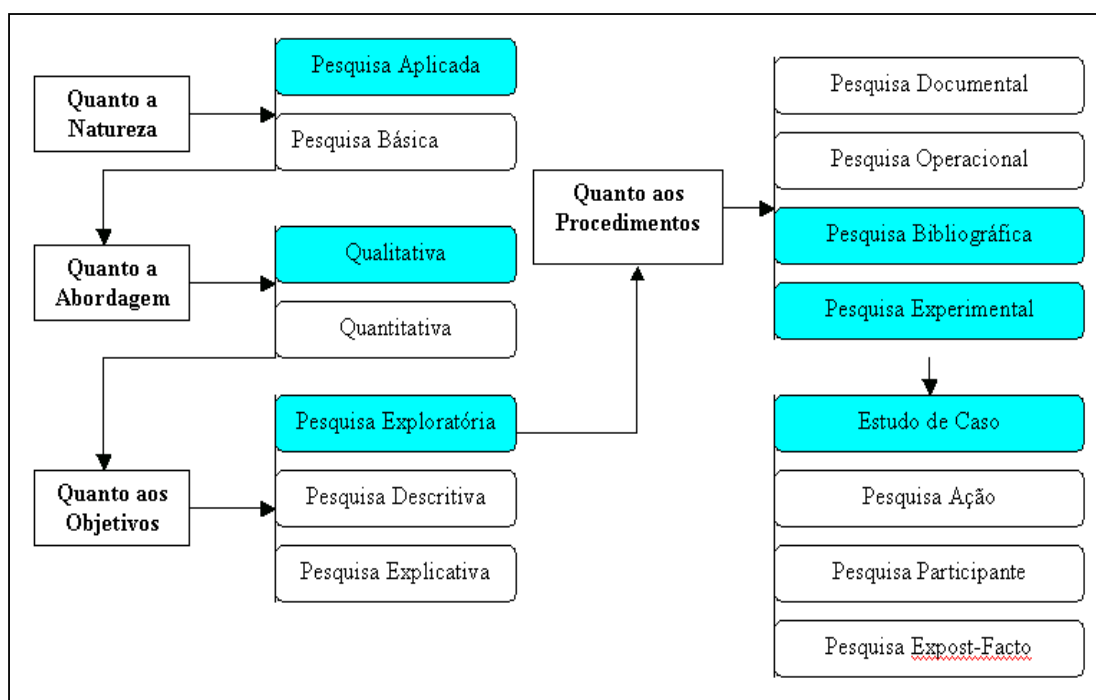 Quanto a
Natureza
Pesquisa Aplicada
Pesquisa Básica
Quanto a
Abordagem
Qualitativa
Quantitativa
Quanto aos
Objetivos
Pesquisa Exploratória
Pesquisa Descritiva
Pesquisa Explicativa
Quanto aos
Procedimentos
Pesquisa Documental
Pesquisa Operacional
Pesquisa Bibliográfica
Pesquisa Experimental
Estudo de Caso
Pesquisa Ação
Pesquisa Participante
Pesquisa Expost-Facto